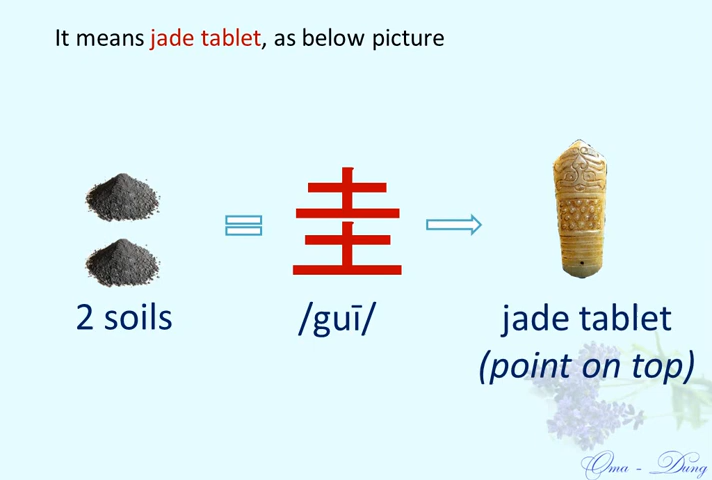 It means jade tablet, as below picture
圭
2 soils
/guī/
jade tablet
(point on top)
Oma - Dung